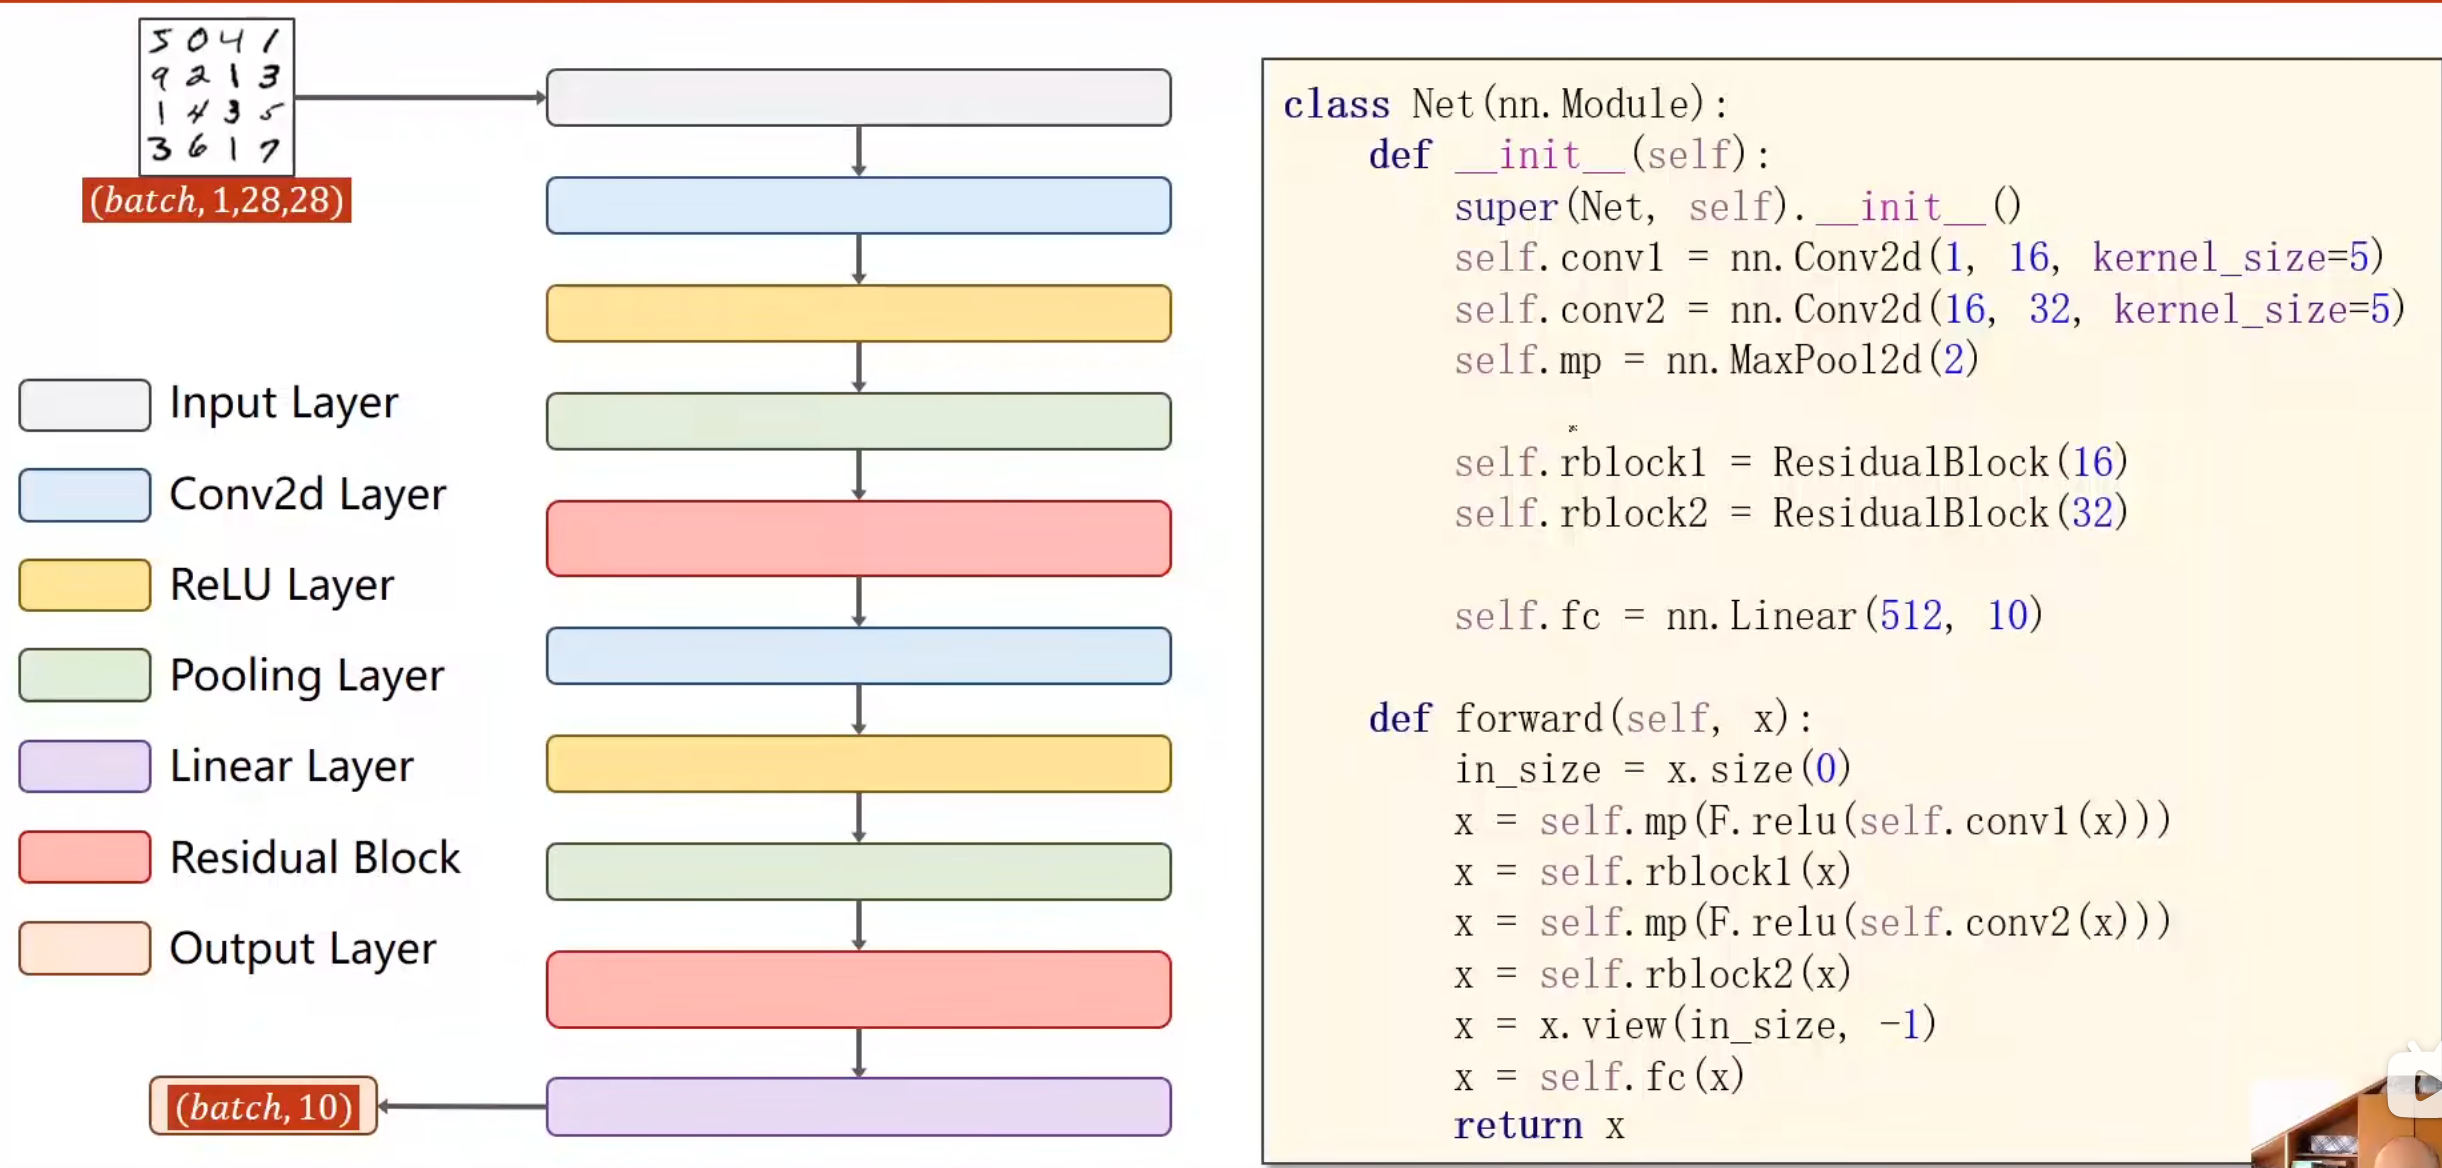 5 0 4 1
9 2 1 3
1 4 3 5
3 6 1 7
(batch, 1,28,28)
Input Layer
Conv2d Layer
ReLU Layer
Pooling Layer
Linear Layer
Residual Block
Output Layer
(batch, 10)
class Net(nn.Module):
    def __init__(self):
        super(Net, self).__init__()
        self.conv1 = nn.Conv2d(1, 16, kernel_size=5)
        self.conv2 = nn.Conv2d(16, 32, kernel_size=5)
        self.mp = nn.MaxPool2d(2)
        self.rblock1 = ResidualBlock(16)
        self.rblock2 = ResidualBlock(32)
        self.fc = nn.Linear(512, 10)
    def forward(self, x):
        in_size = x.size(0)
        x = self.mp(F.relu(self.conv1(x)))
        x = self.rblock1(x)
        x = self.mp(F.relu(self.conv2(x)))
        x = self.rblock2(x)
        x = x.view(in_size, -1)
        x = self.fc(x)
        return x